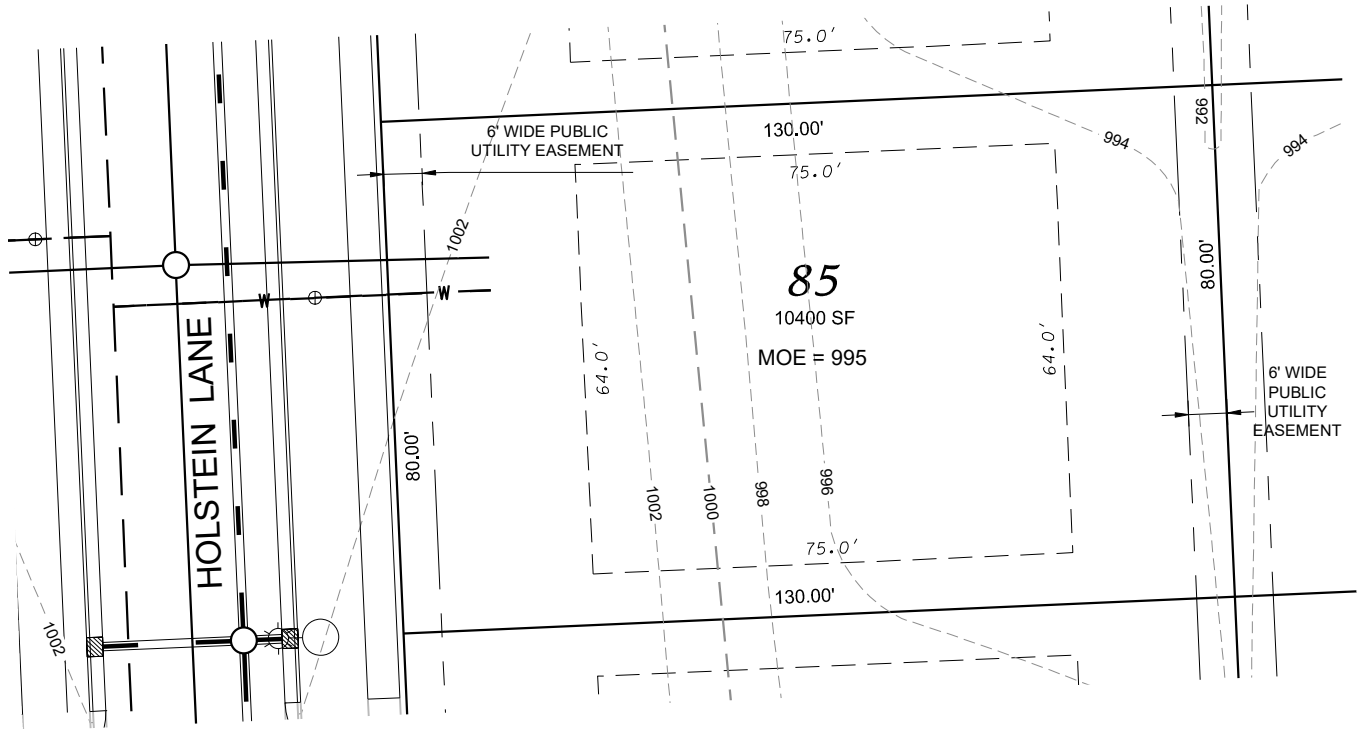 75.0'
6' WIDE PUBLIC
UTILITY EASEMENT
130.00'
75.0'
994
992
994
1002
W
W
HOLSTEIN LANE
85
10400 SF
MOE = 995
64.0'
64.0'
80.00'
80.00'
6' WIDE
PUBLIC
UTILITY
EASEMENT
1002
1000
998
996
75.0'
130.00'
1002